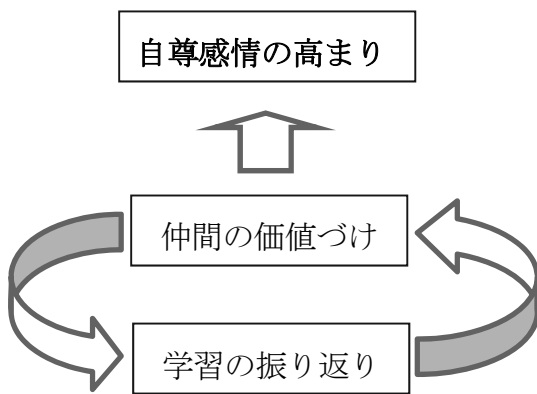 自尊感情の高まり
仲間の価値づけ
学習の振り返り